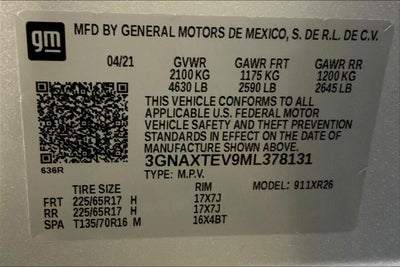 gm
MFD BY GENERAL MOTORS DE MEXICO, S. DE R.L. DE C.V.
04/21 GVWR GAWR FRT GAWR RR
2100 KG 1175 KG 1200 KG
4630 LB 2590 LB 2645 LB
THIS VEHICLE CONFORMS TO ALL
APPLICABLE U.S. FEDERAL MOTOR
VEHICLE SAFETY AND THEFT PREVENTION
STANDARDS IN EFFECT ON THE DATE OF
MANUFACTURE SHOWN ABOVE.
3GNAXTEV9ML378131
636R
TYPE: M.P.V. MODEL: 911XR26
TIRE SIZE RIM
FRT 225/65R17 H 17X7J
RR 225/65R17 H 17X7J
SPA T135/70R16 M 16X4BT